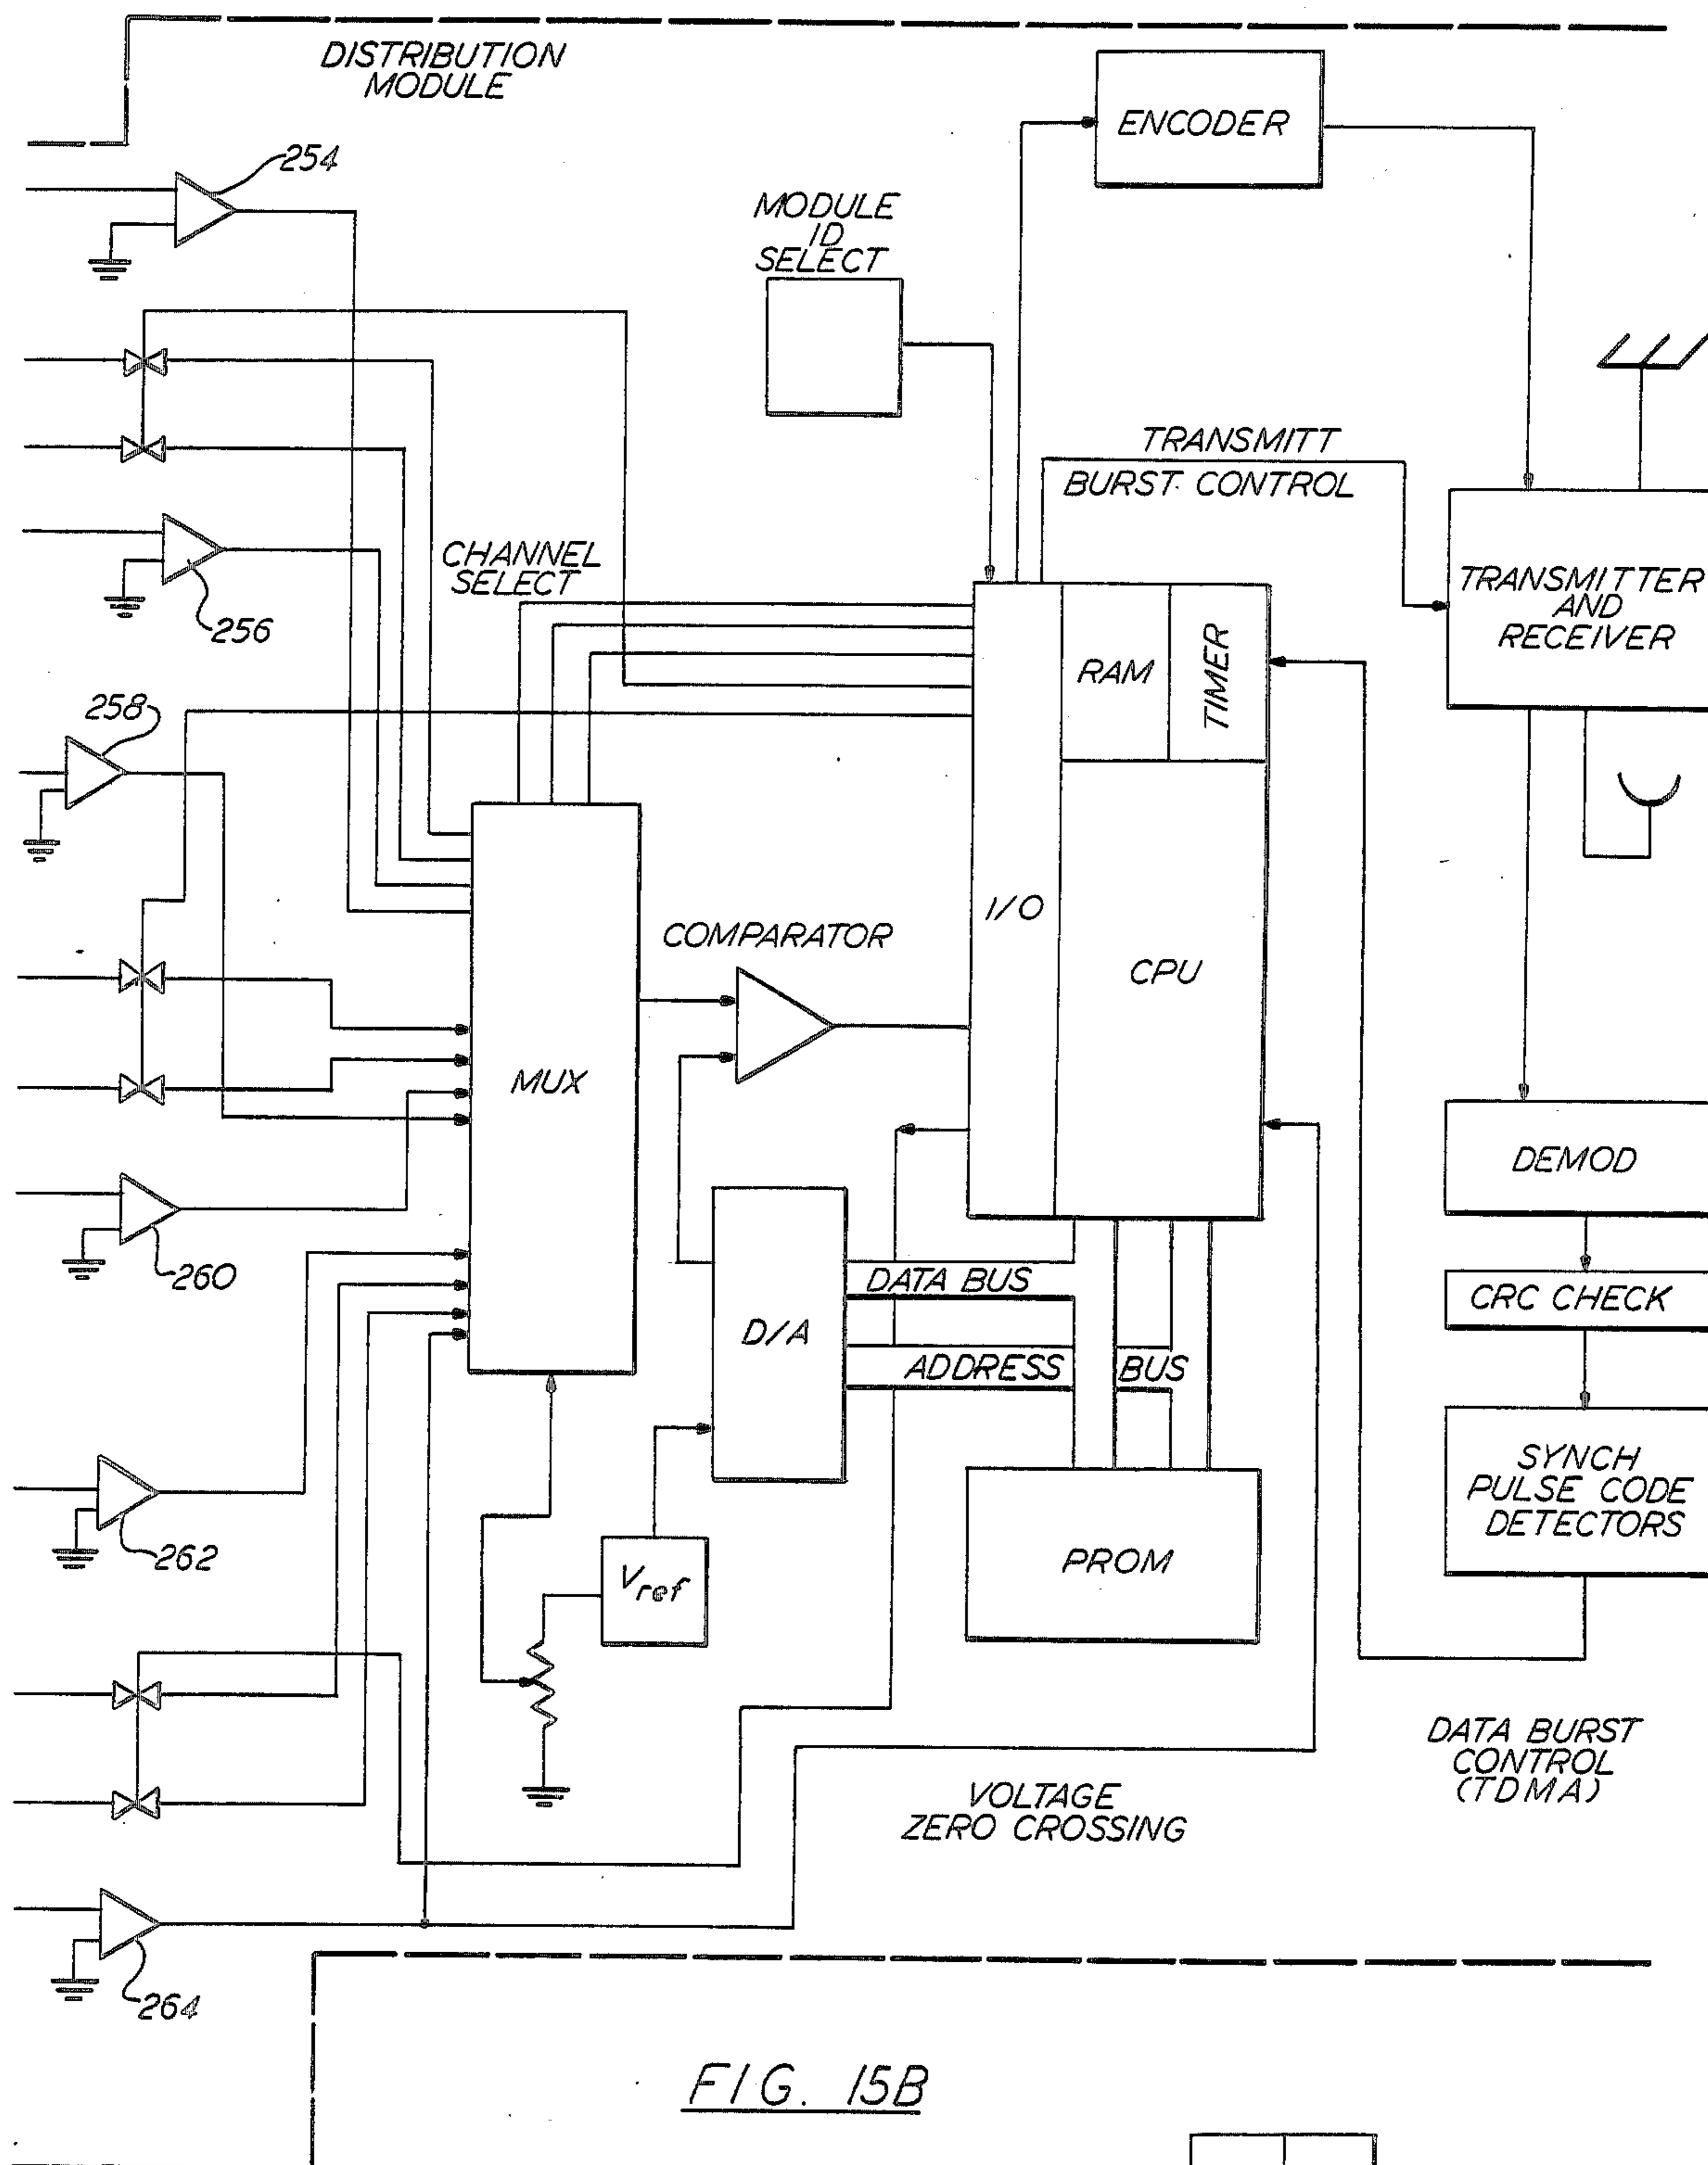 DISTRIBUTION
MODULE
ENCODER
254
MODULE
ID
SELECT
TRANSMITT
BURST CONTROL
CHANNEL
SELECT
256
TRANSMITTER
AND
RECEIVER
RAM
TIMER
258
I/O
COMPARATOR
CPU
MUX
DEMOD
260
DATA BUS
CRC CHECK
D/A
ADDRESS BUS
SYNCH
PULSE CODE
DETECTORS
262
Vref
PROM
DATA BURST
CONTROL
(TDMA)
VOLTAGE
ZERO CROSSING
264
FIG. 15B